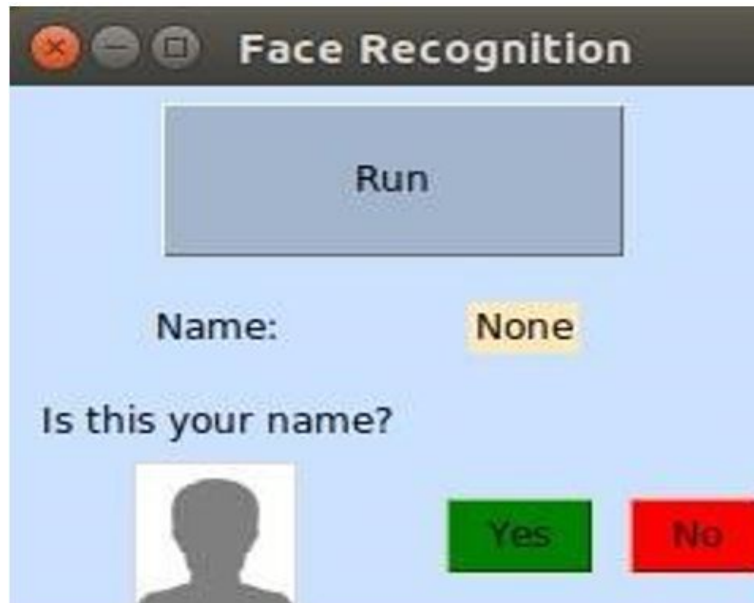 Face Recognition
Run
Name: None
Is this your name?
Yes No